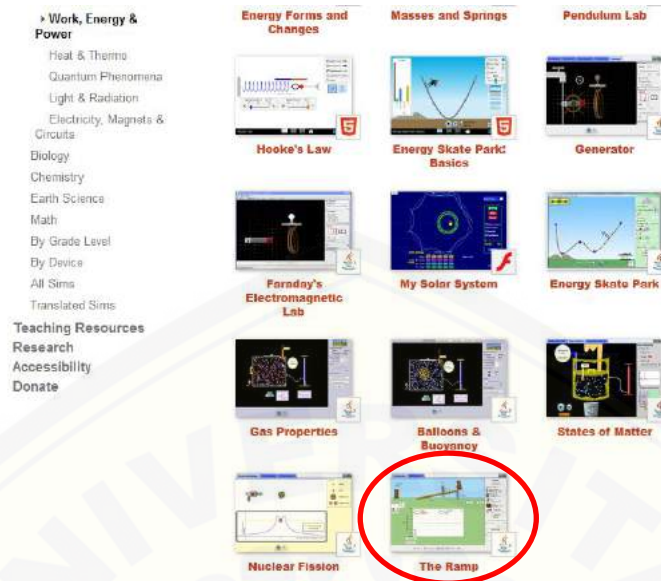 Work, Energy &
Power
Heat & Thermo
Quantum Phenomena
Light & Radiation
Electricity, Magnets &
Circuits
Biology
Chemistry
Earth Science
Math
By Grade Level
By Device
All Sims
Translated Sims
Teaching Resources
Research
Accessibility
Donate
Energy Forms and
Changes
Masses and Springs
Pendulum Lab
Hooke's Law
Energy Skate Park:
Basics
Generator
Faraday's
Electromagnetic
Lab
My Solar System
Energy Skate Park
Gas Properties
Balloons &
Buoyancy
States of Matter
Nuclear Fission
The Ramp